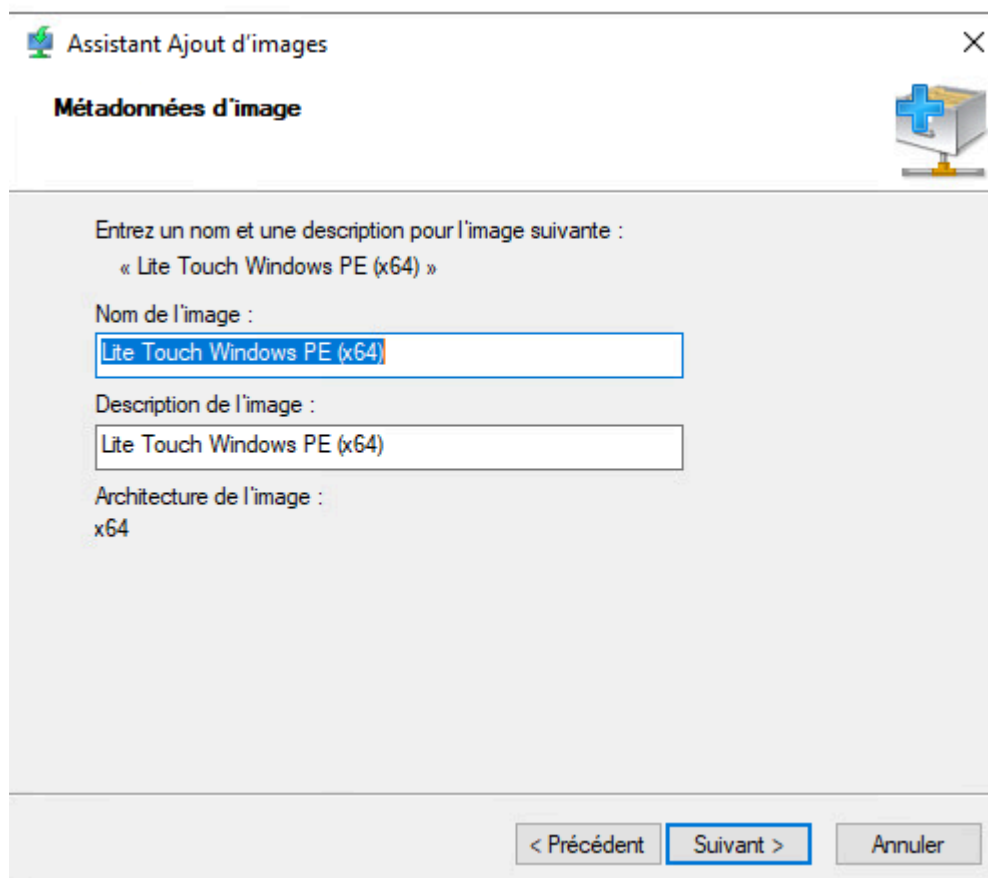 Assistant Ajout d'images
Métadonnées d'image
Entrez un nom et une description pour l'image suivante :
« Lite Touch Windows PE (x64) »
Nom de l'image :
Lite Touch Windows PE (x64)
Description de l'image :
Lite Touch Windows PE (x64)
Architecture de l'image :
x64
< Précédent Suivant > Annuler